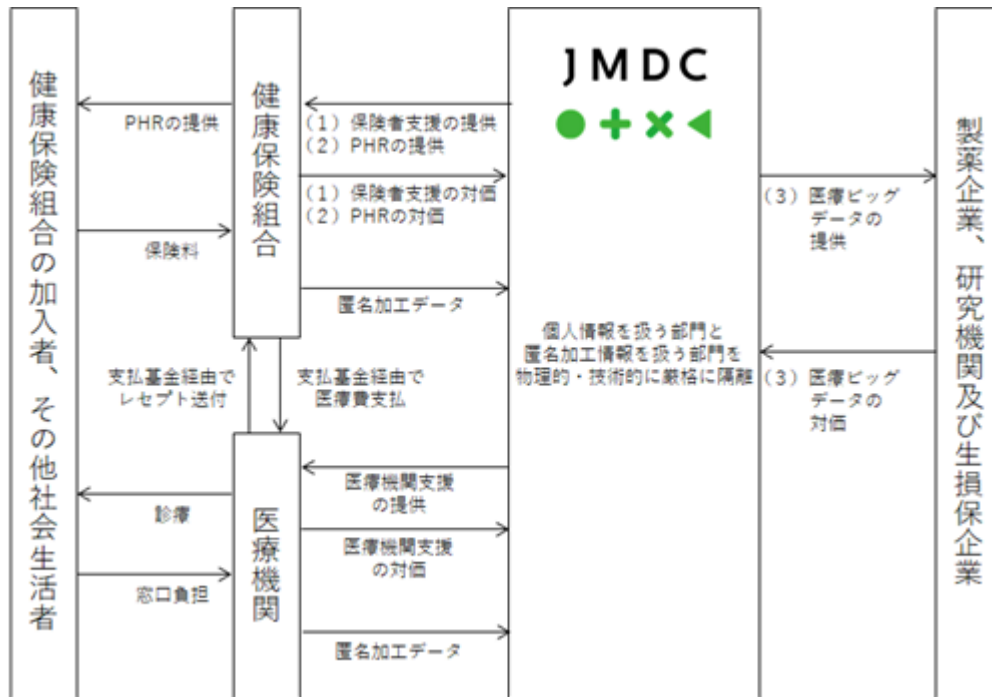 健康保険組合の加入者、その他社会生活者
PHRの提供
保険料
健康保険組合
(1)保険者支援の提供
(2)PHRの提供
(1)保険者支援の対価
(2)PHRの対価
匿名加工データ
支払基金経由で
レセプト送付
支払基金経由で
医療費支払
診療
窓口負担
医療機関
医療機関支援
の提供
医療機関支援
の対価
匿名加工データ
JMDC
個人情報を扱う部門と
匿名加工情報を扱う部門を
物理的・技術的に厳格に隔離
(3)医療ビッグ
データの
提供
(3)医療ビッグ
データの
対価
製薬企業、研究機関及び生損保企業